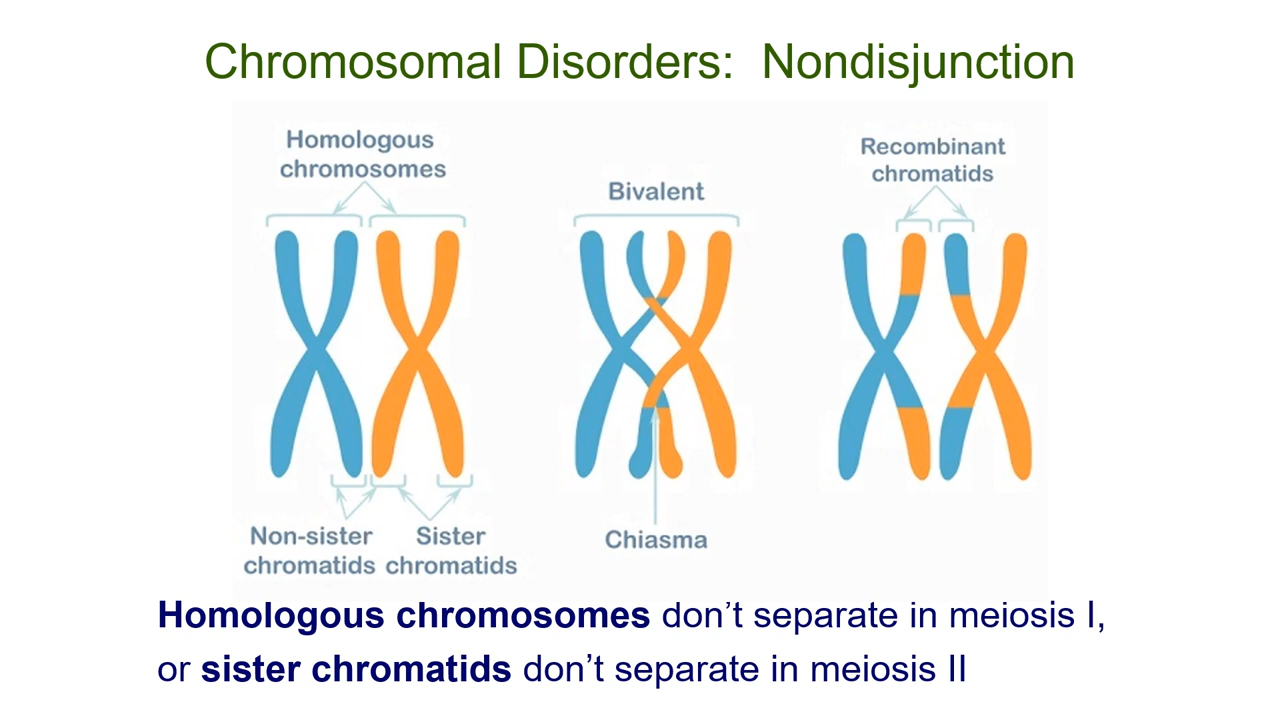 Chromosomal Disorders:  Nondisjunction
Homologous
chromosomes
Bivalent
Recombinant
chromatids
Non-sister
chromatids
Sister
chromatids
Chiasma
Homologous chromosomes don’t separate in meiosis I,
or sister chromatids don’t separate in meiosis II